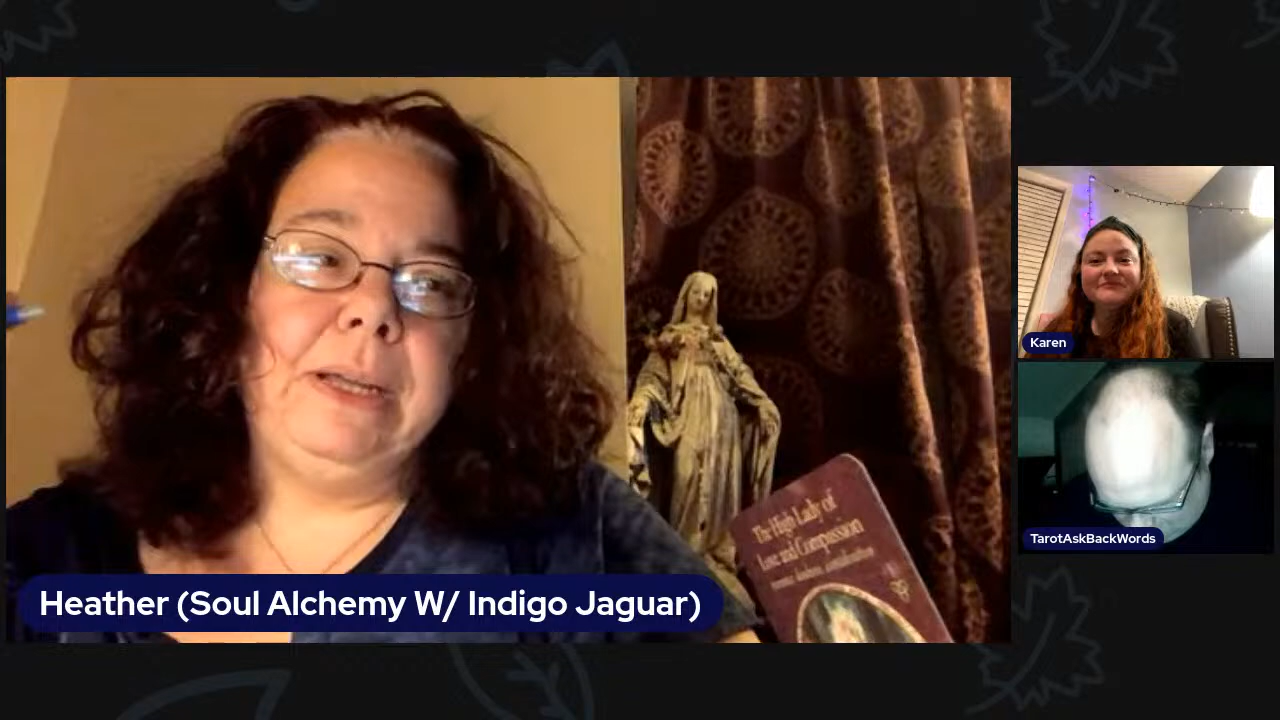 The High Lady of
Love and Compassion
Heather (Soul Alchemy W/ Indigo Jaguar)
Karen
TarotAskBackWords